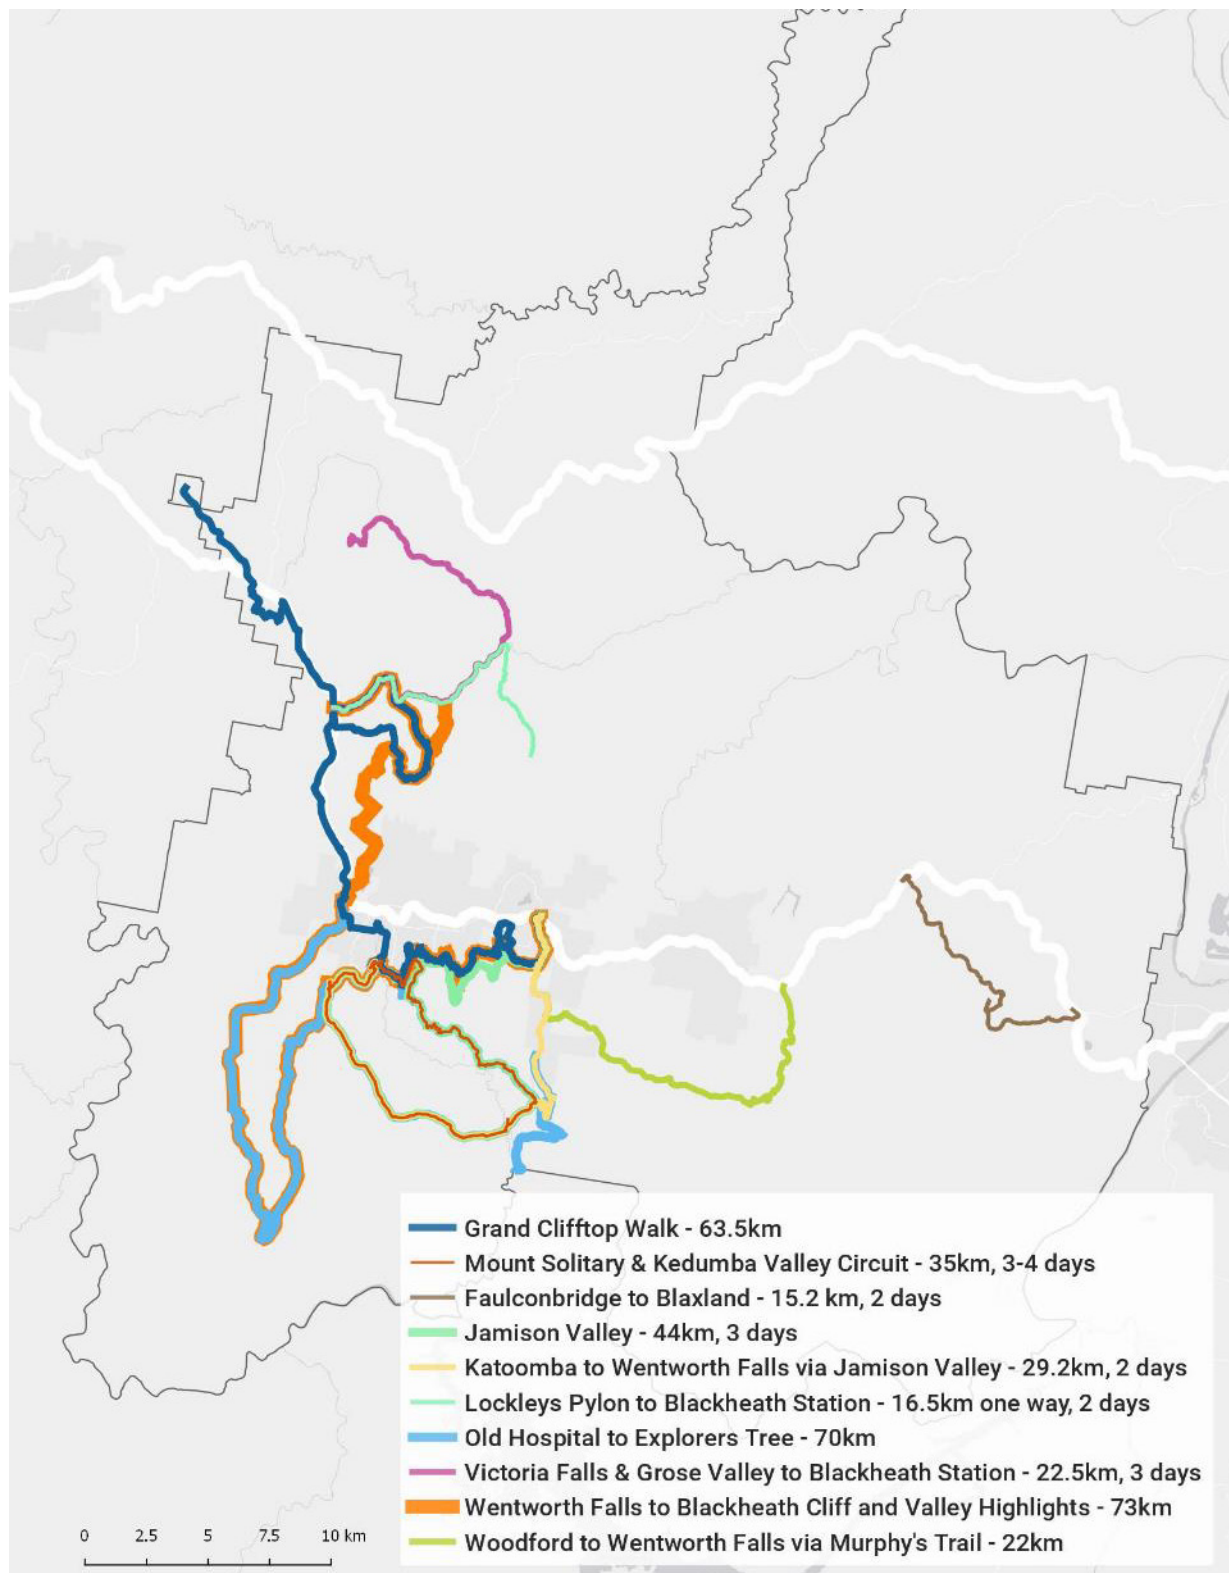 Grand Clifftop Walk - 63.5km
Mount Solitary & Kedumba Valley Circuit - 35km, 3-4 days
Faulconbridge to Blaxland - 15.2 km, 2 days
Jamison Valley - 44km, 3 days
Katoomba to Wentworth Falls via Jamison Valley - 29.2km, 2 days
Lockleys Pylon to Blackheath Station - 16.5km one way, 2 days
Old Hospital to Explorers Tree - 70km
Victoria Falls & Grose Valley to Blackheath Station - 22.5km, 3 days
Wentworth Falls to Blackheath Cliff and Valley Highlights - 73km
Woodford to Wentworth Falls via Murphy's Trail - 22km
0 2.5 5 7.5 10 km